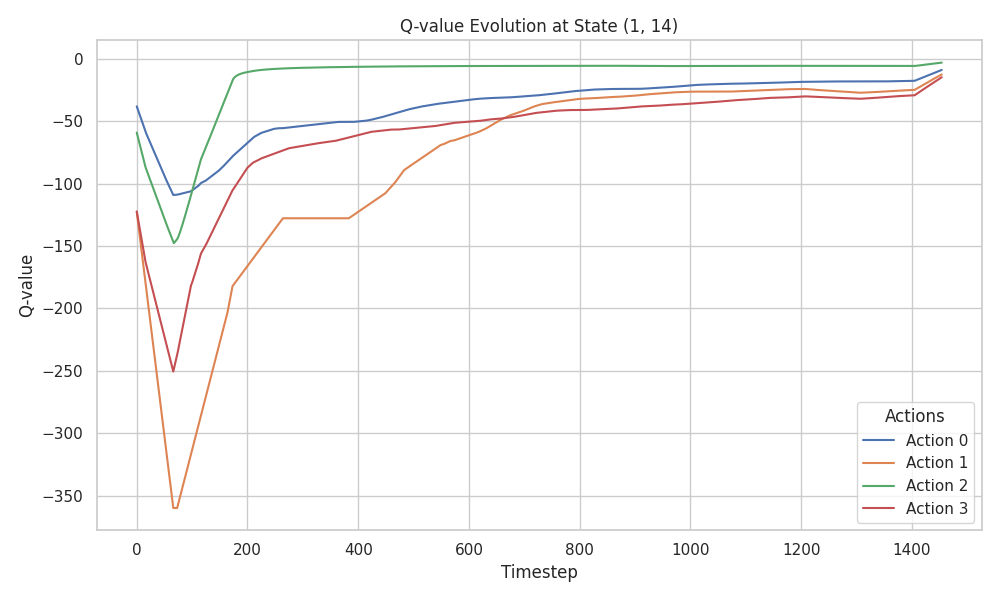 Q-value Evolution at State (1, 14)
Q-value
0
−50
−100
−150
−200
−250
−300
−350
0
200
400
600
800
1000
1200
1400
Timestep
Actions
Action 0
Action 1
Action 2
Action 3